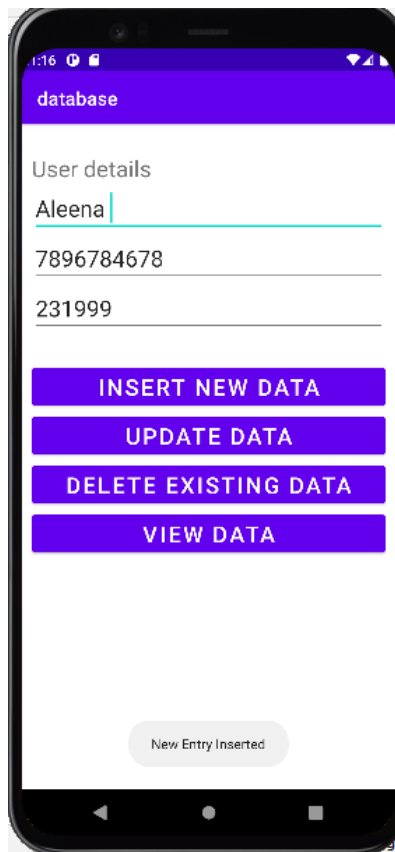 1:16
database
User details
Aleena
7896784678
231999
INSERT NEW DATA
UPDATE DATA
DELETE EXISTING DATA
VIEW DATA
New Entry Inserted